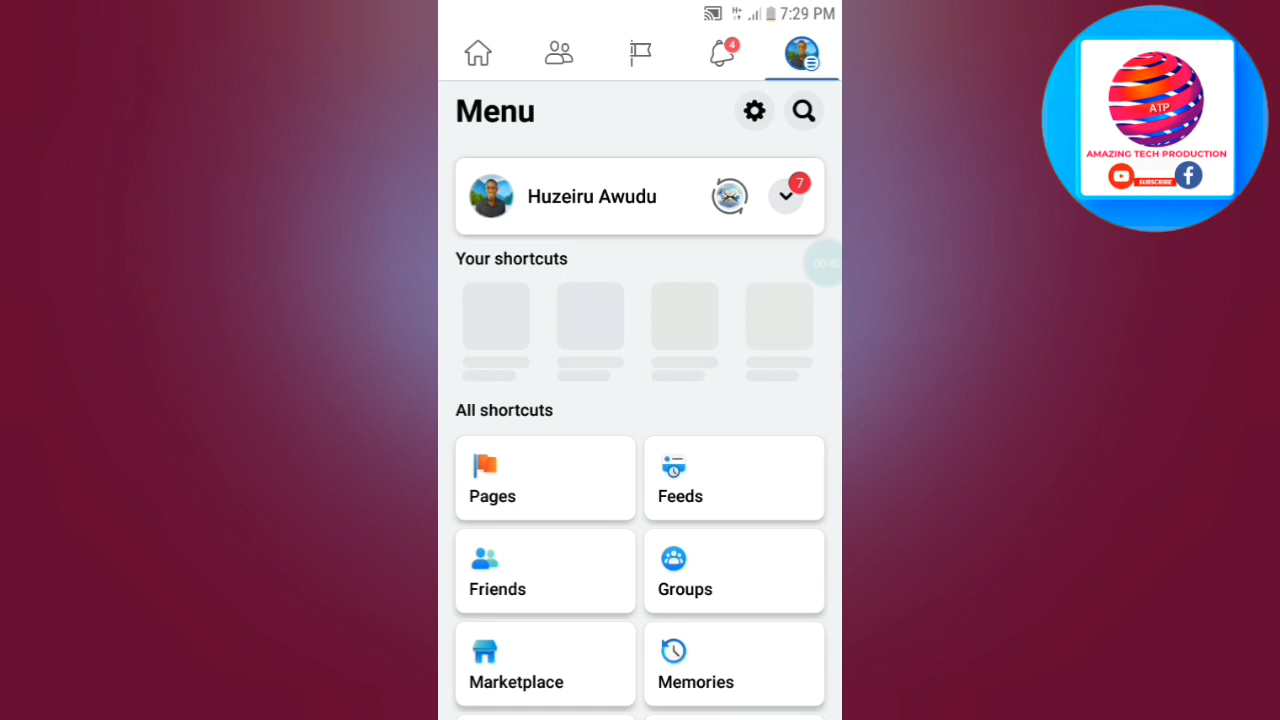 H+ 7:29 PM
4
Menu
Huzeiru Awudu
7
Your shortcuts
All shortcuts
Pages
Feeds
Friends
Groups
Marketplace
Memories
ATP
AMAZING TECH PRODUCTION
SUBSCRIBE